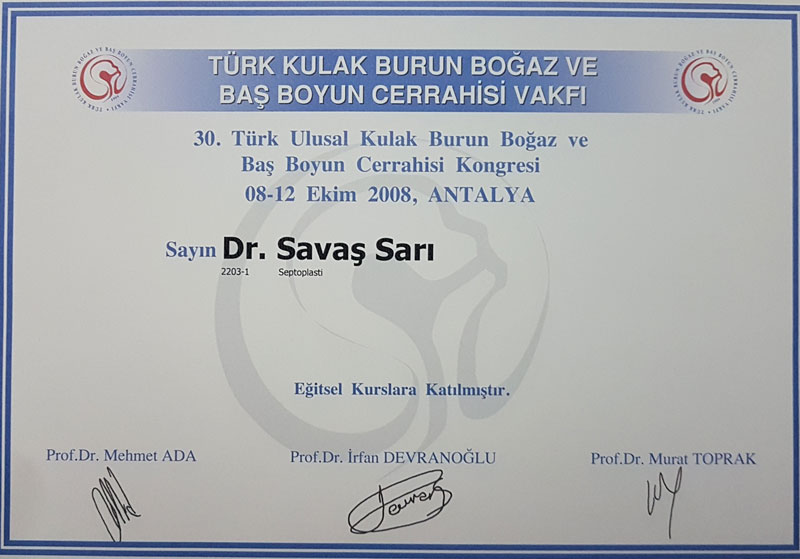 TÜRK KULAK BURUN BOĞAZ VE
BAŞ BOYUN CERRAHİSİ VAKFI
30. Türk Ulusal Kulak Burun Boğaz ve
Baş Boyun Cerrahisi Kongresi
08-12 Ekim 2008, ANTALYA
Sayın Dr. Savaş Sarı
2203-1 Septoplasti
Eğitsel Kurslara Katılmıştır.
Prof.Dr. Mehmet ADA Prof.Dr. İrfan DEVRANOĞLU Prof.Dr. Murat TOPRAK